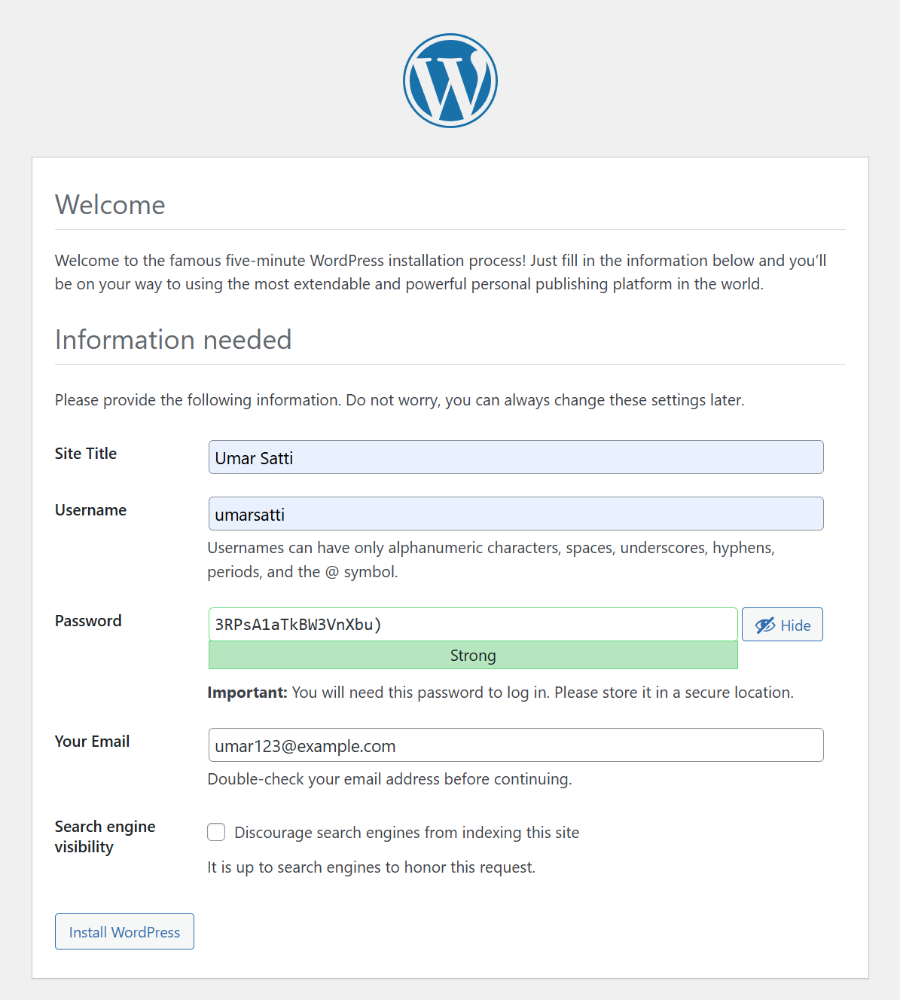 Welcome
Welcome to the famous five-minute WordPress installation process! Just fill in the information below and you’ll
be on your way to using the most extendable and powerful personal publishing platform in the world.
Information needed
Please provide the following information. Do not worry, you can always change these settings later.
Site Title
Umar Satti
Username
umarsatti
Usernames can have only alphanumeric characters, spaces, underscores, hyphens,
periods, and the @ symbol.
Password
3RPsA1aTkBW3VnXbu)
Hide
Strong
Important: You will need this password to log in. Please store it in a secure location.
Your Email
umar123@example.com
Double-check your email address before continuing.
Search engine
visibility
Discourage search engines from indexing this site
It is up to search engines to honor this request.
Install WordPress